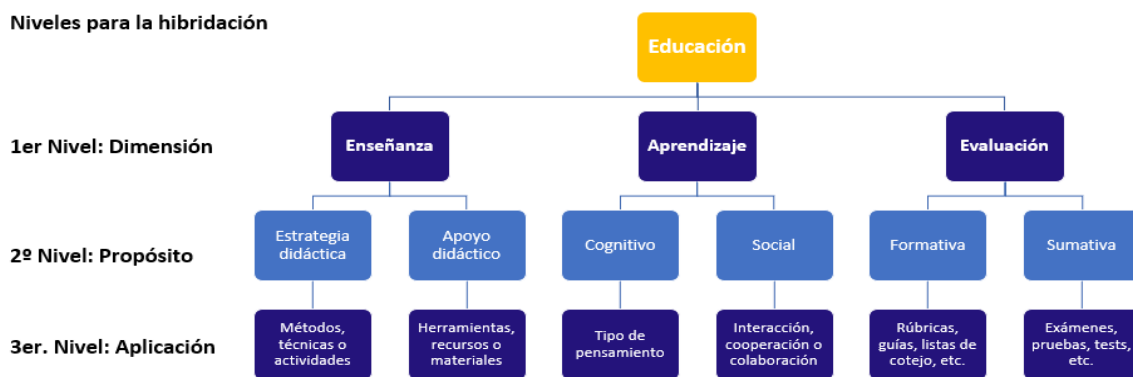 Niveles para la hibridación
Educación
1er Nivel: Dimensión
Enseñanza
Aprendizaje
Evaluación
2º Nivel: Propósito
Estrategia
didáctica
Apoyo
didáctico
Cognitivo
Social
Formativa
Sumativa
3er. Nivel: Aplicación
Métodos,
técnicas o
actividades
Herramientas,
recursos o
materiales
Tipo de
pensamiento
Interacción,
cooperación o
colaboración
Rúbricas,
guías, listas de
cotejo, etc.
Exámenes,
pruebas, tests,
etc.